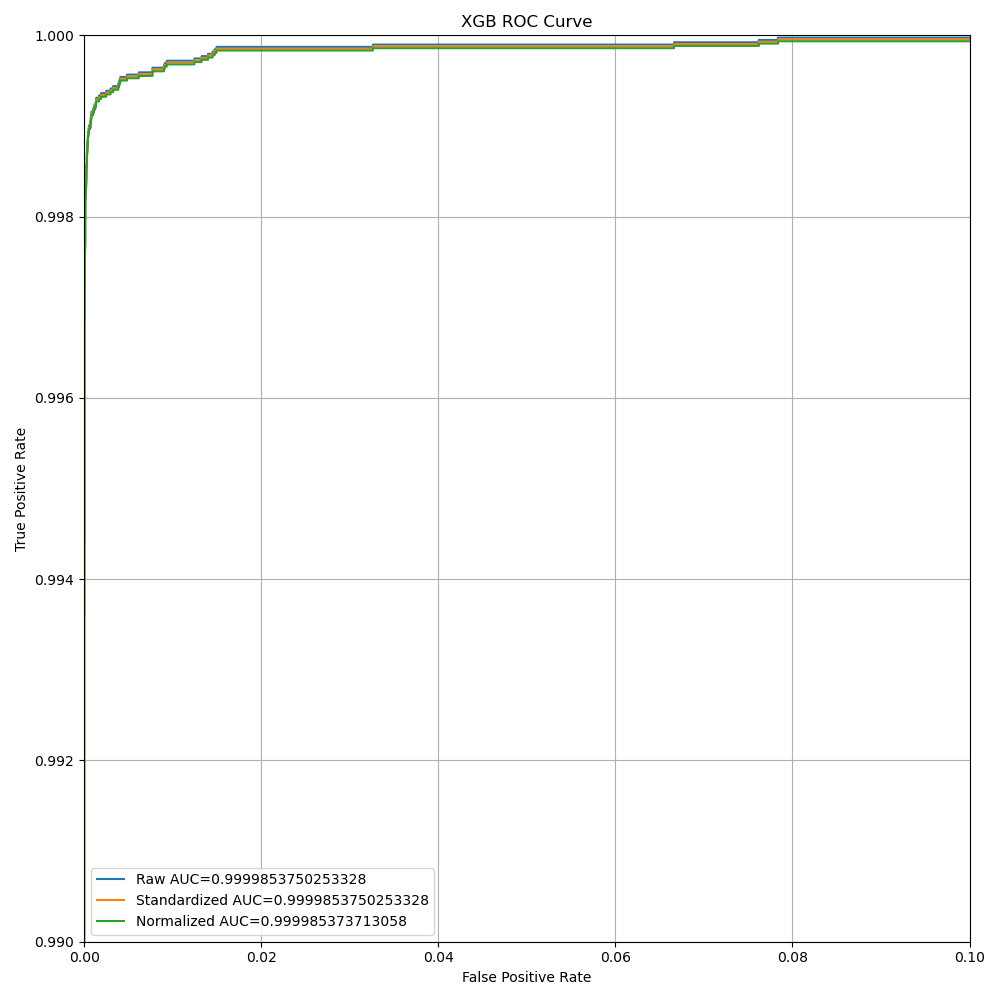 XGB ROC Curve
1.000
0.998
0.996
0.994
0.992
0.990
True Positive Rate
Raw AUC=0.9999853750253328
Standardized AUC=0.9999853750253328
Normalized AUC=0.999985373713058
0.00 0.02 0.04 0.06 0.08 0.10
False Positive Rate